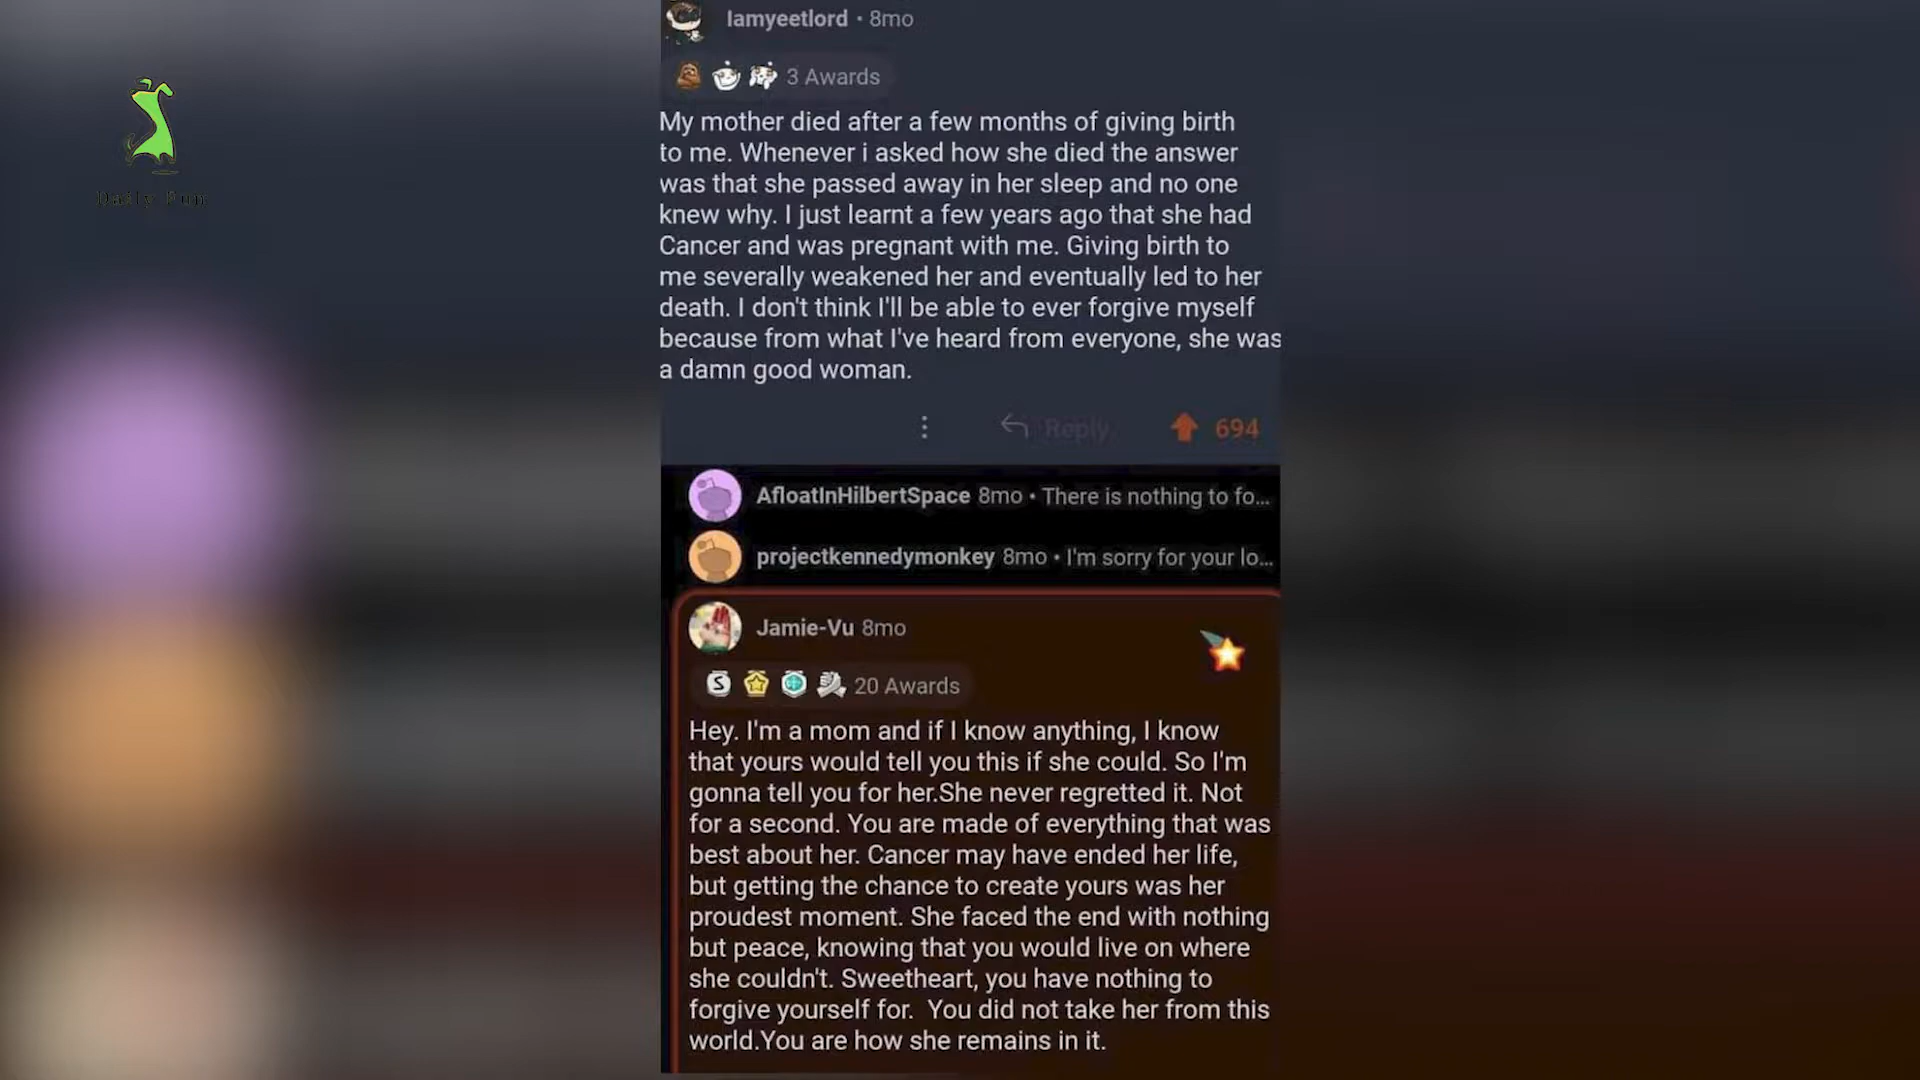 Iamyeetlord • 8mo
3 Awards
My mother died after a few months of giving birth
to me. Whenever i asked how she died the answer
was that she passed away in her sleep and no one
knew why. I just learnt a few years ago that she had
Cancer and was pregnant with me. Giving birth to
me severally weakened her and eventually led to her
death. I don't think I'll be able to ever forgive myself
because from what I've heard from everyone, she was
a damn good woman.
Reply
694
AfloatInHilbertSpace 8mo • There is nothing to fo...
projectkennedymonkey 8mo • I'm sorry for your lo...
Jamie-Vu 8mo
S
20 Awards
Hey. I'm a mom and if I know anything, I know
that yours would tell you this if she could. So I'm
gonna tell you for her.She never regretted it. Not
for a second. You are made of everything that was
best about her. Cancer may have ended her life,
but getting the chance to create yours was her
proudest moment. She faced the end with nothing
but peace, knowing that you would live on where
she couldn't. Sweetheart, you have nothing to
forgive yourself for.  You did not take her from this
world.You are how she remains in it.